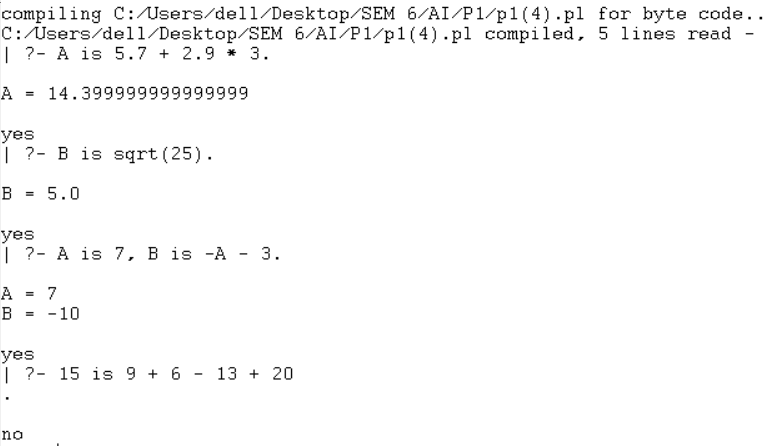 compiling C:/Users/dell/Desktop/SEM 6/AI/P1/p1(4).pl for byte code..
C:/Users/dell/Desktop/SEM 6/AI/P1/p1(4).pl compiled, 5 lines read -
| ?- A is 5.7 + 2.9 * 3.
A = 14.399999999999999
yes
| ?- B is sqrt(25).
B = 5.0
yes
| ?- A is 7, B is -A - 3.
A = 7
B = -10
yes
| ?- 15 is 9 + 6 - 13 + 20
.
no